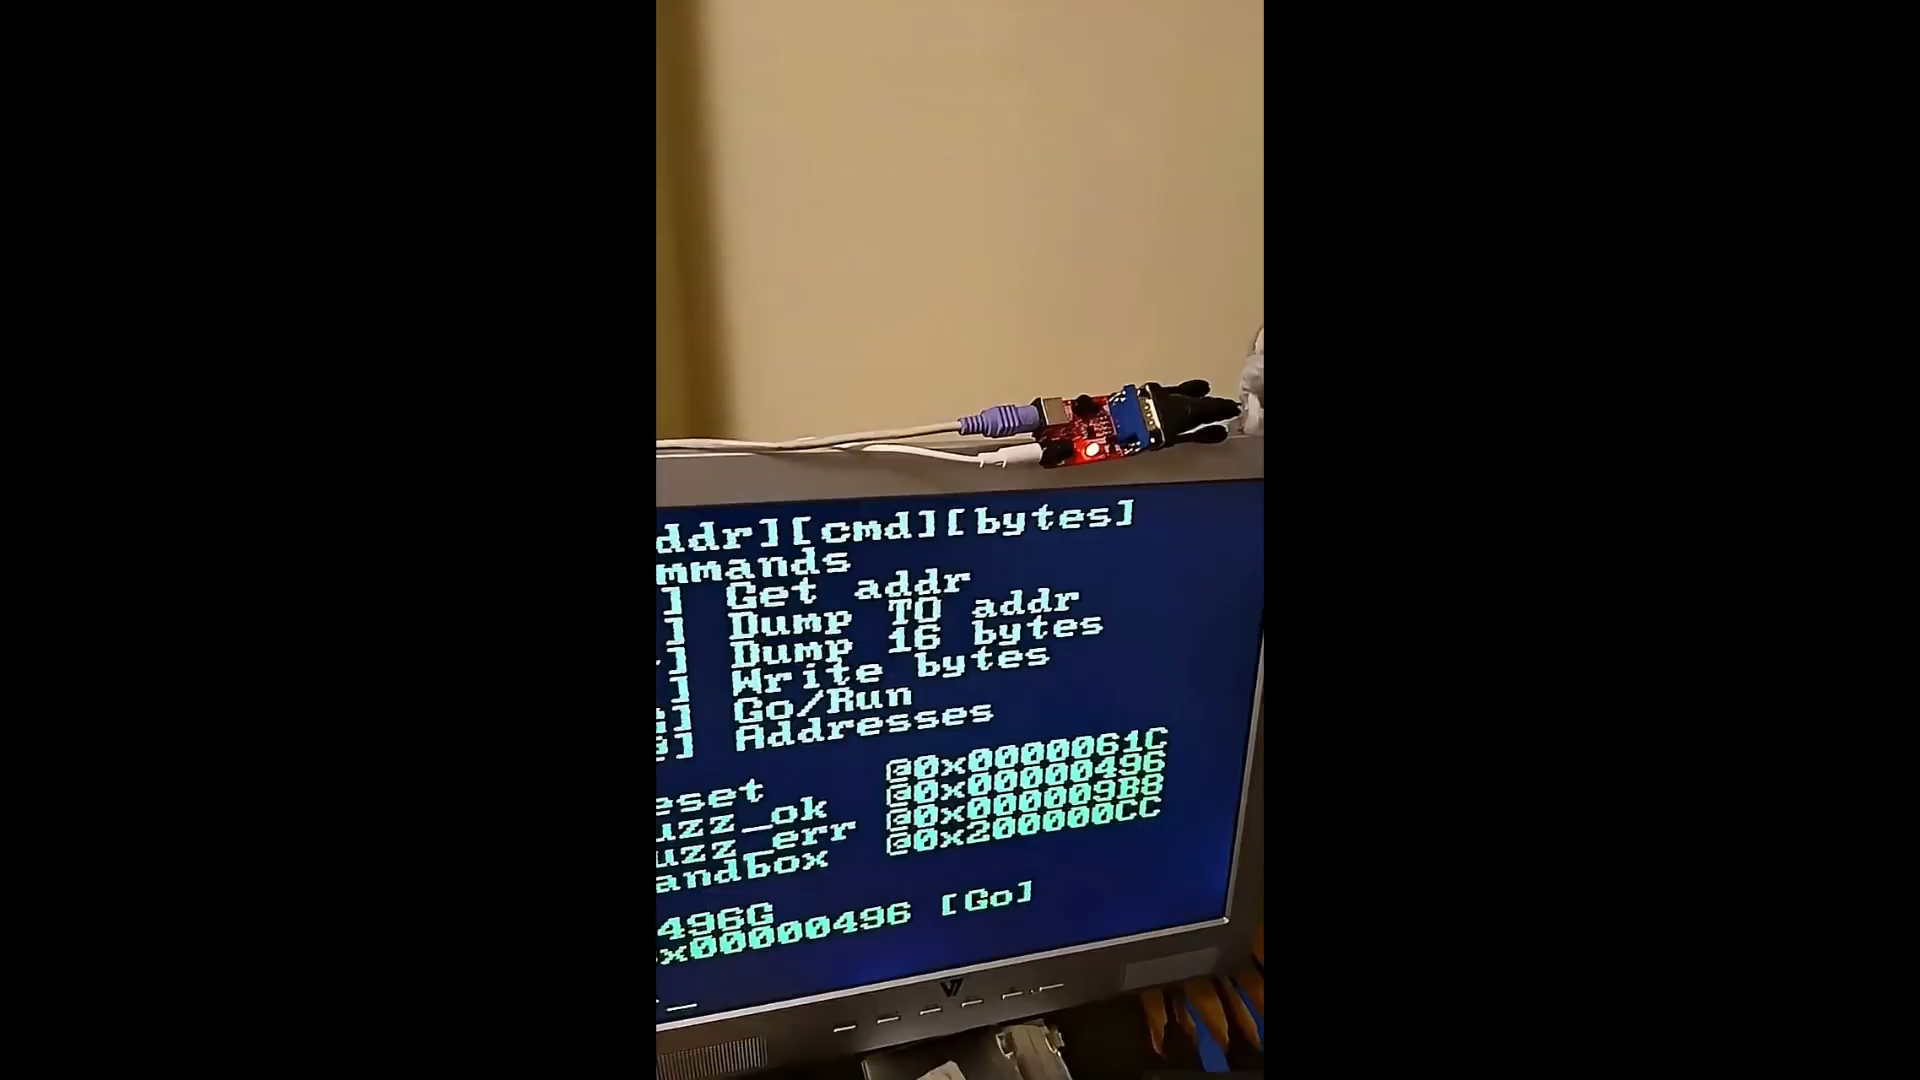 ddr][cmd][bytes]
mmands
] Get addr
] Dump TO addr
] Dump 16 bytes
] Write bytes
] Go/Run
] Addresses
eset @0x0000061C
uzz_ok @0x00000496
uzz_err @0x000009B8
andbox @0x200000CC
496G
x00000496 [Go]
_
V7